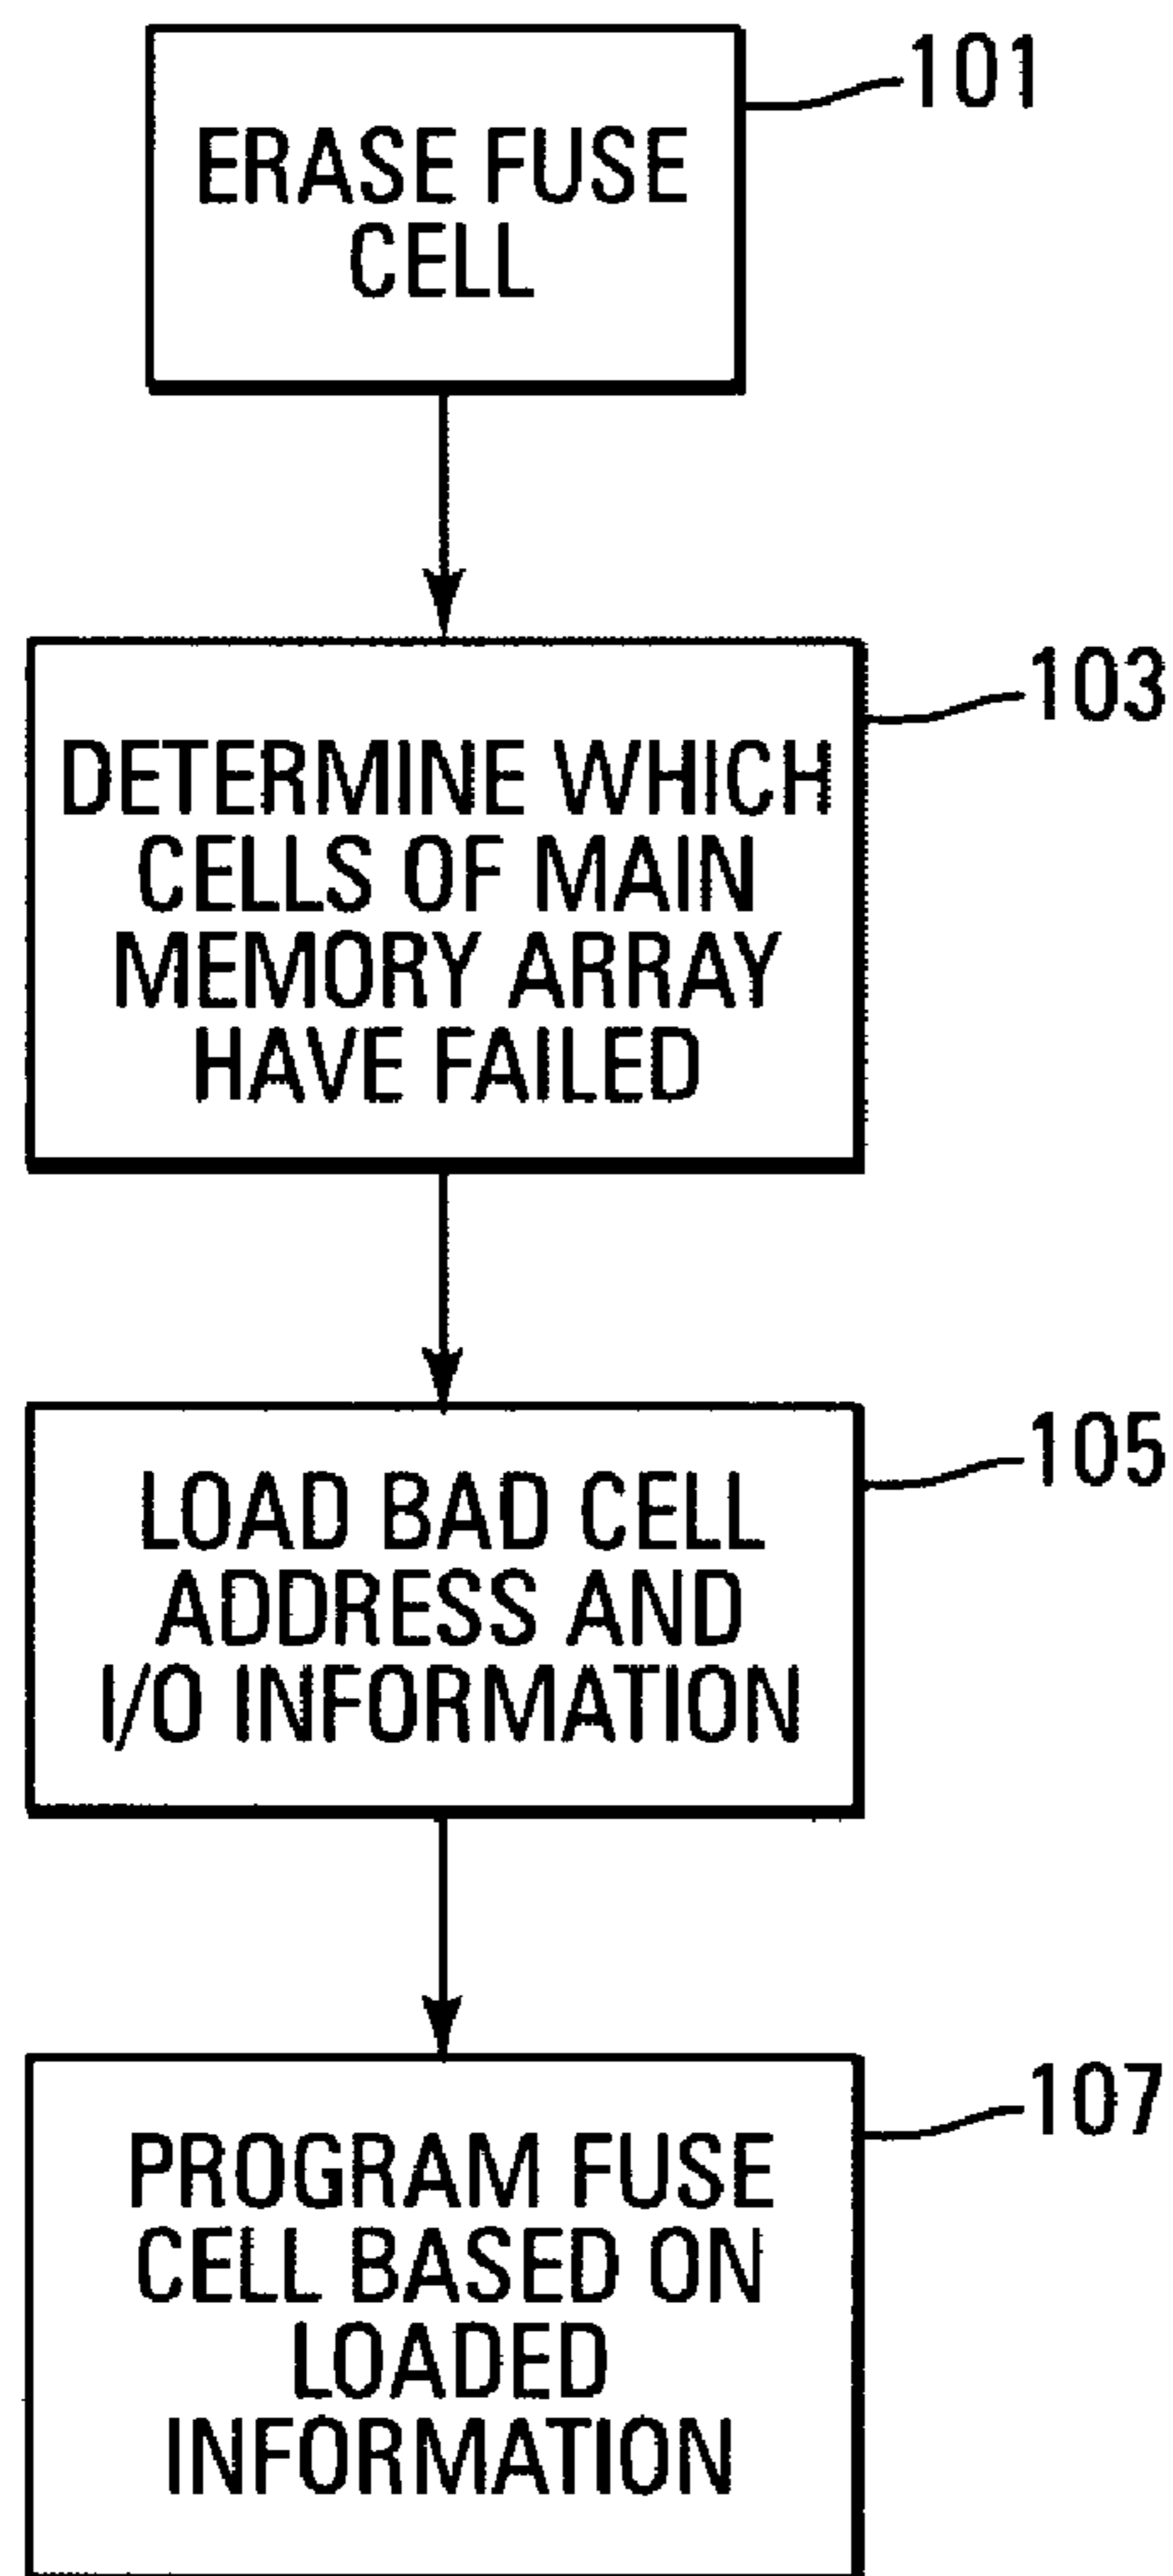 101
ERASE FUSE
CELL
103
DETERMINE WHICH
CELLS OF MAIN
MEMORY ARRAY
HAVE FAILED
105
LOAD BAD CELL
ADDRESS AND
I/O INFORMATION
107
PROGRAM FUSE
CELL BASED ON
LOADED
INFORMATION